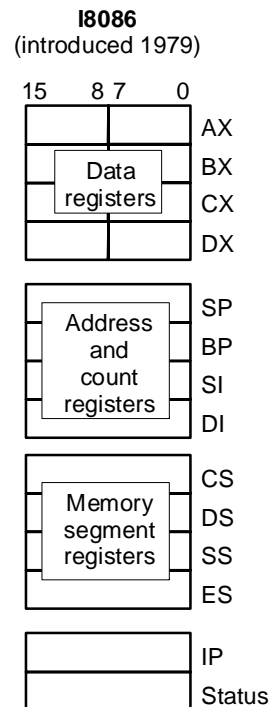 I8086
(introduced 1979)
15 8 7 0
AX
BX
CX
DX
Data
registers
SP
BP
SI
DI
Address
and
count
registers
CS
DS
SS
ES
Memory
segment
registers
IP
Status